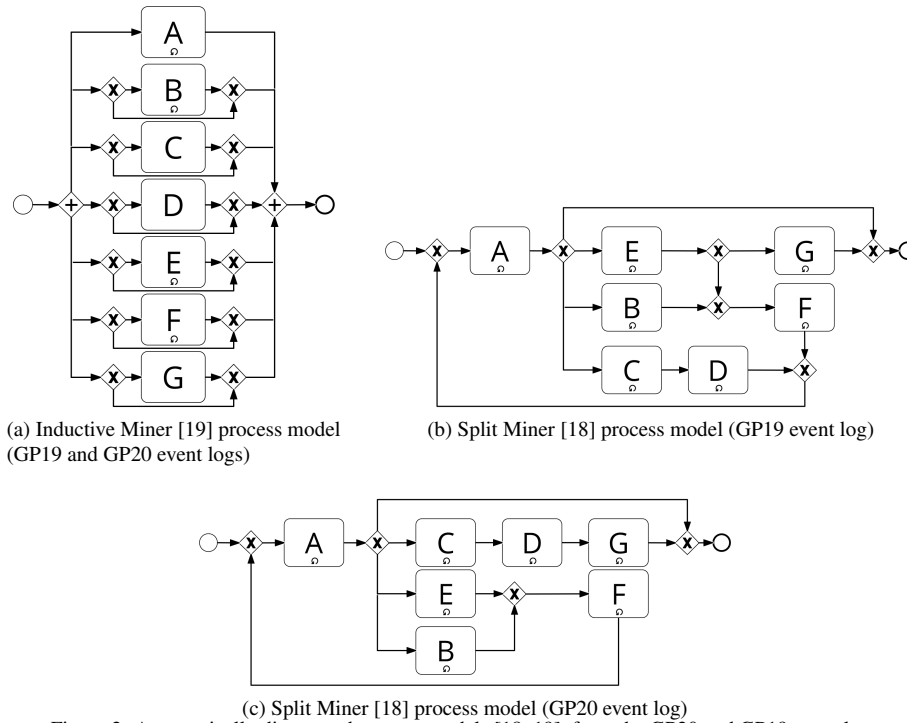 A
B
C
D
E
F
G
(a) Inductive Miner [19] process model
(GP19 and GP20 event logs)
A
E
G
B
F
C
D
(b) Split Miner [18] process model (GP19 event log)
A
C
D
G
E
F
B
(c) Split Miner [18] process model (GP20 event log)